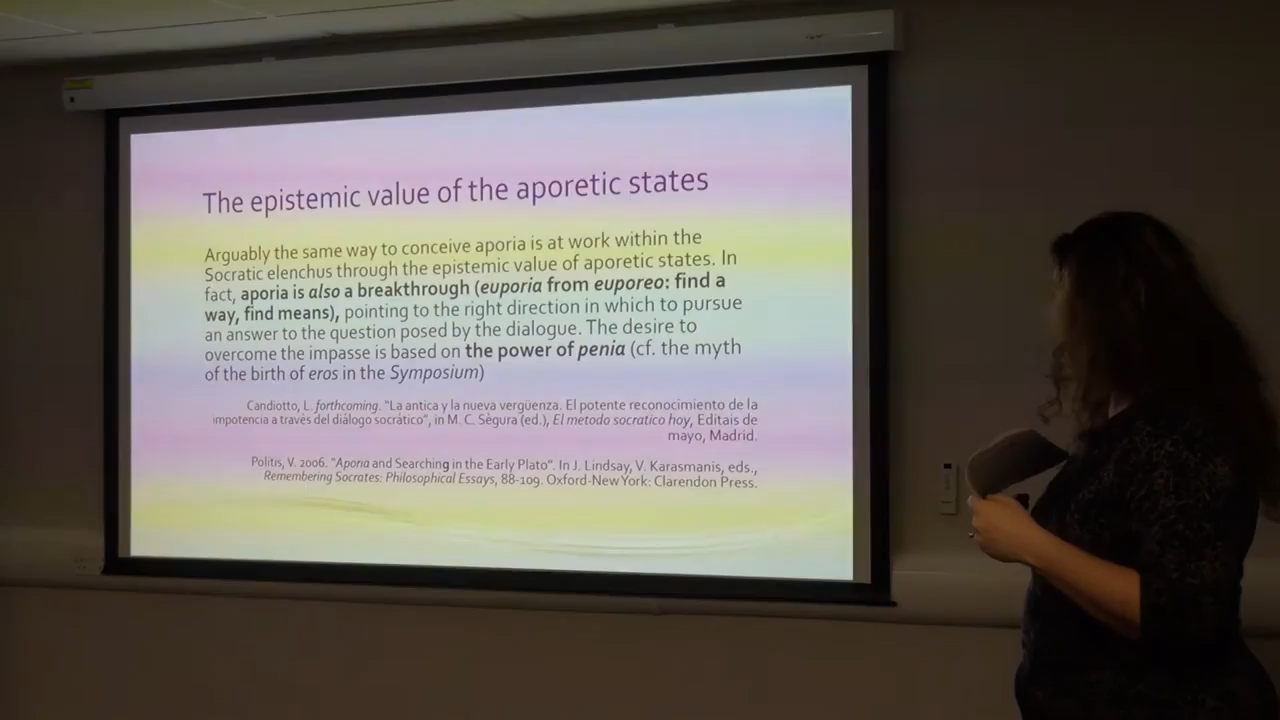 The epistemic value of the aporetic states
Arguably the same way to conceive aporia is at work within the
Socratic elenchus through the epistemic value of aporetic states. In
fact, aporia is also a breakthrough (euporia from euporeo: find a
way, find means), pointing to the right direction in which to pursue
an answer to the question posed by the dialogue. The desire to
overcome the impasse is based on the power of penia (cf. the myth
of the birth of eros in the Symposium)
Candiotto, L. forthcoming. "La antica y la nueva vergüenza. El potente reconocimiento de la
impotencia a través del diálogo socratico", in M. C. Ségura (ed.), El metodo socratico hoy, Editais de
mayo, Madrid.
Politis, V. 2006. "Aporia and Searching in the Early Plato". In J. Lindsay, V. Karasmanis, eds.,
Remembering Socrates: Philosophical Essays, 88-109. Oxford-New York: Clarendon Press.